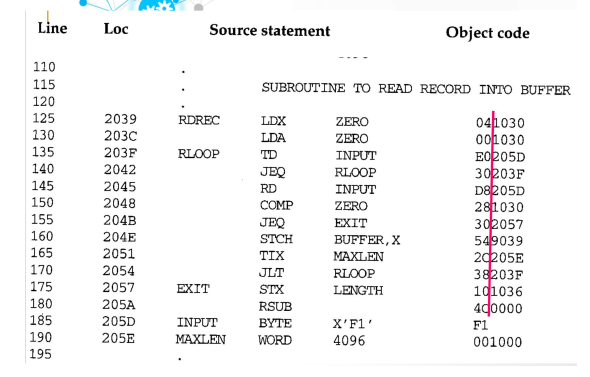 Line Loc Source statement Object code
110
115 . SUBROUTINE TO READ RECORD INTO BUFFER
120 .
125 2039 RDREC LDX ZERO 041030
130 203C LDA ZERO 001030
135 203F RLOOP TD INPUT E0205D
140 2042 JEQ RLOOP 30203F
145 2045 RD INPUT D8205D
150 2048 COMP ZERO 281030
155 204B JEQ EXIT 302057
160 204E STCH BUFFER,X 549039
165 2051 TIX MAXLEN 2C205E
170 2054 JLT RLOOP 38203F
175 2057 EXIT STX LENGTH 101036
180 205A RSUB 4C0000
185 205D INPUT BYTE X'F1' F1
190 205E MAXLEN WORD 4096 001000
195 .